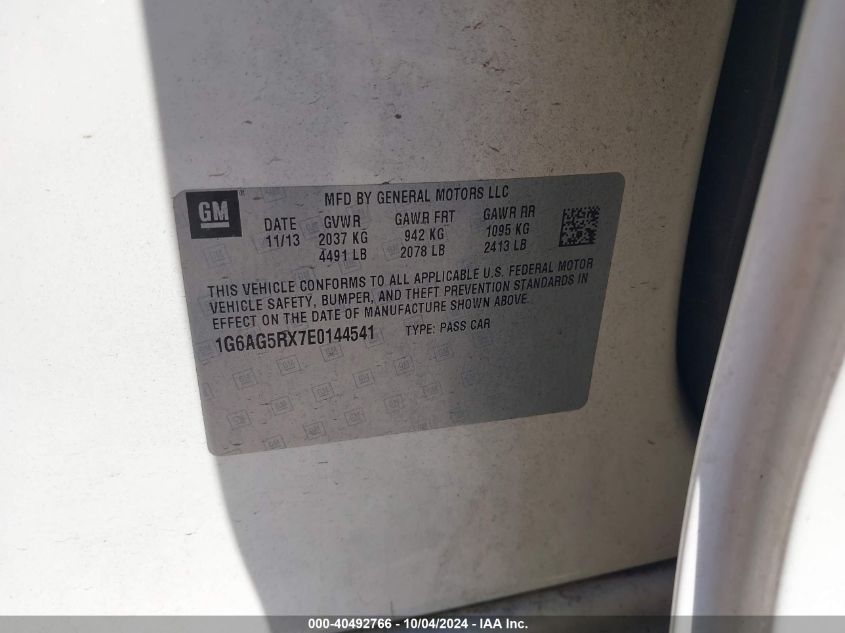 GM
MFD BY GENERAL MOTORS LLC
DATE GVWR GAWR FRT GAWR RR
11/13 2037 KG 942 KG 1095 KG
4491 LB 2078 LB 2413 LB
THIS VEHICLE CONFORMS TO ALL APPLICABLE U.S. FEDERAL MOTOR
VEHICLE SAFETY, BUMPER, AND THEFT PREVENTION STANDARDS IN
EFFECT ON THE DATE OF MANUFACTURE SHOWN ABOVE.
1G6AG5RX7E0144541 TYPE: PASS CAR
000-40492766 - 10/04/2024 - IAA Inc.